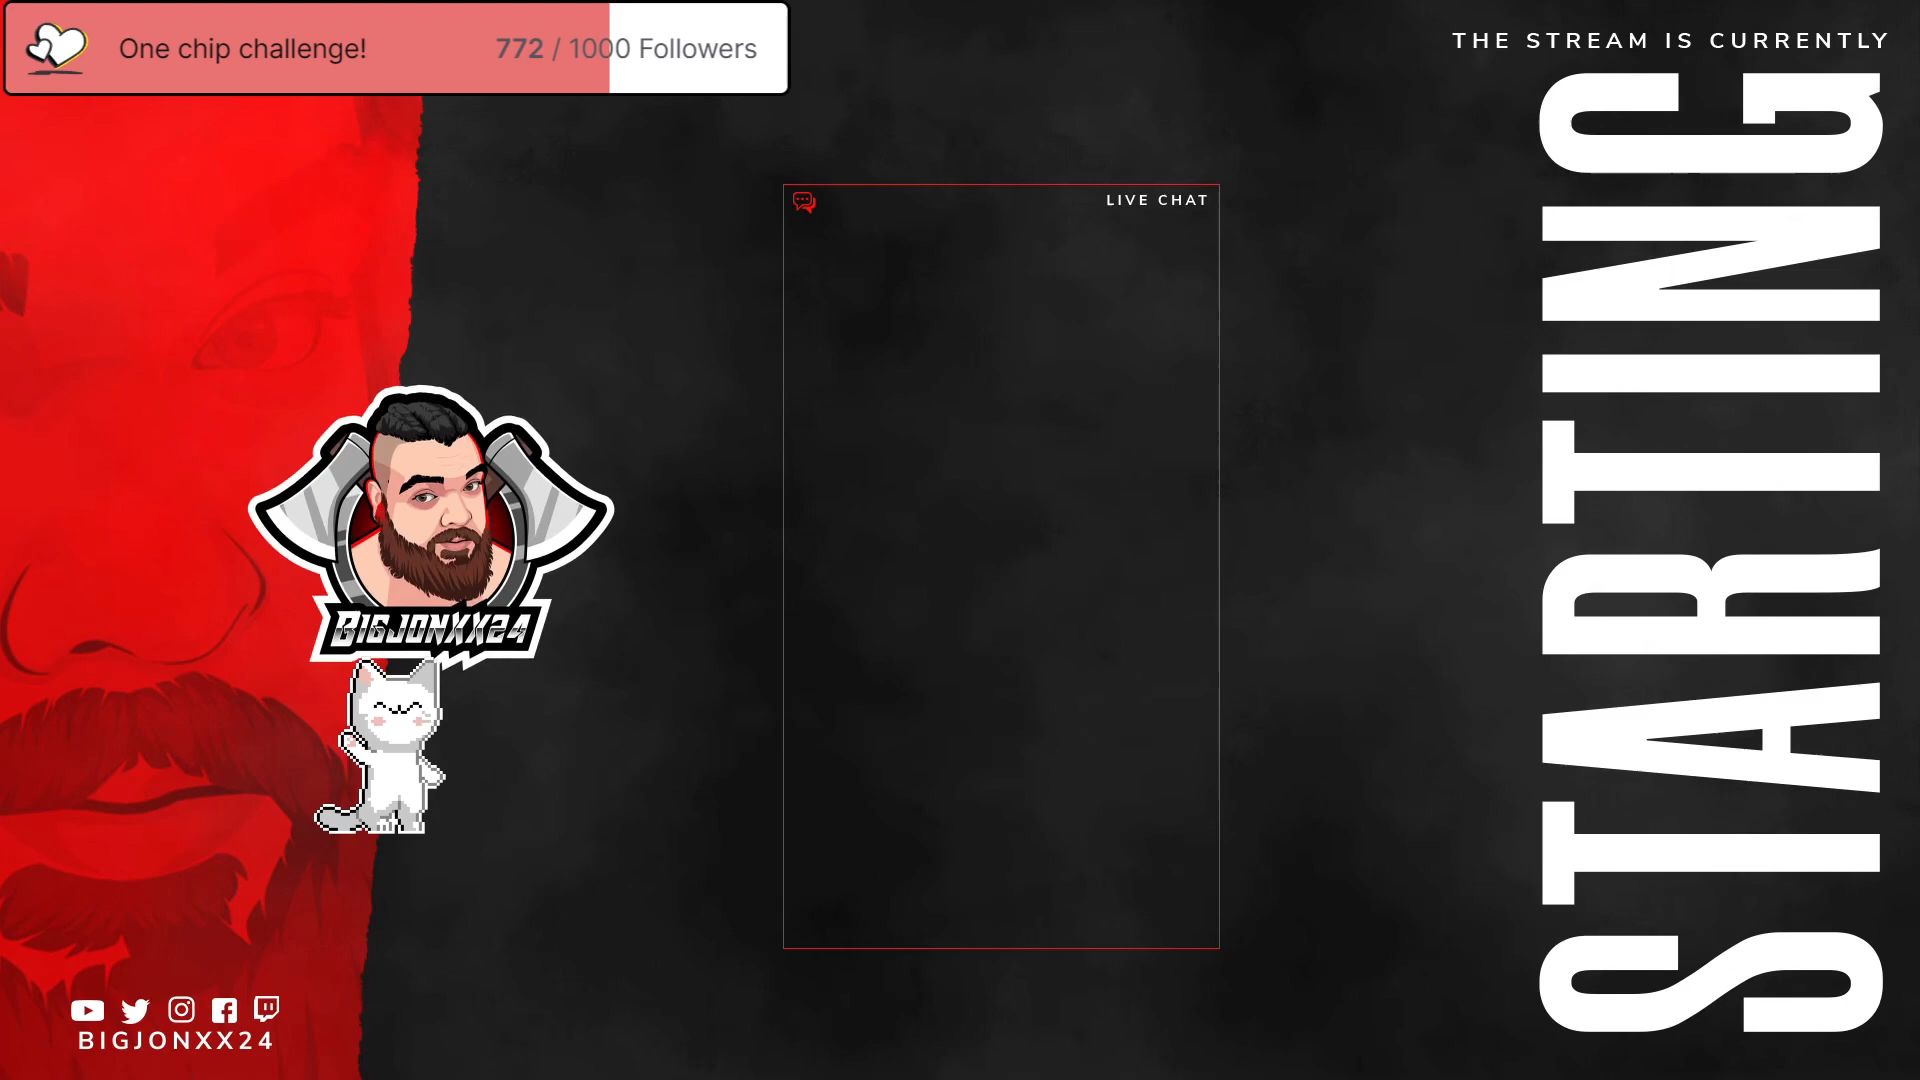 One chip challenge!
772 / 1000 Followers
THE STREAM IS CURRENTLY
STARTING
LIVE CHAT
BIGJONXX24
BIGJONXX24